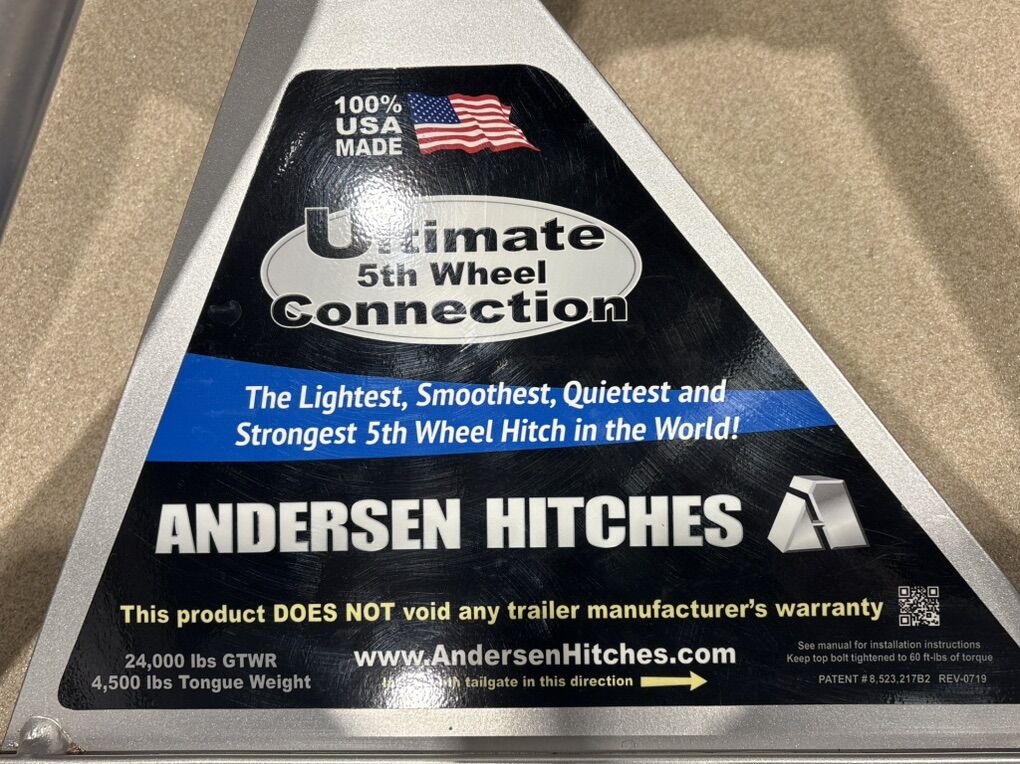 100%
USA
MADE
Ultimate
5th Wheel
Connection
The Lightest, Smoothest, Quietest and
Strongest 5th Wheel Hitch in the World!
ANDERSEN HITCHES
This product DOES NOT void any trailer manufacturer's warranty
24,000 lbs GTWR
4,500 lbs Tongue Weight
www.AndersenHitches.com
tailgate in this direction
See manual for installation instructions
Keep top bolt tightened to 60 ft-lbs of torque
PATENT # 8,523,217B2 REV-0719